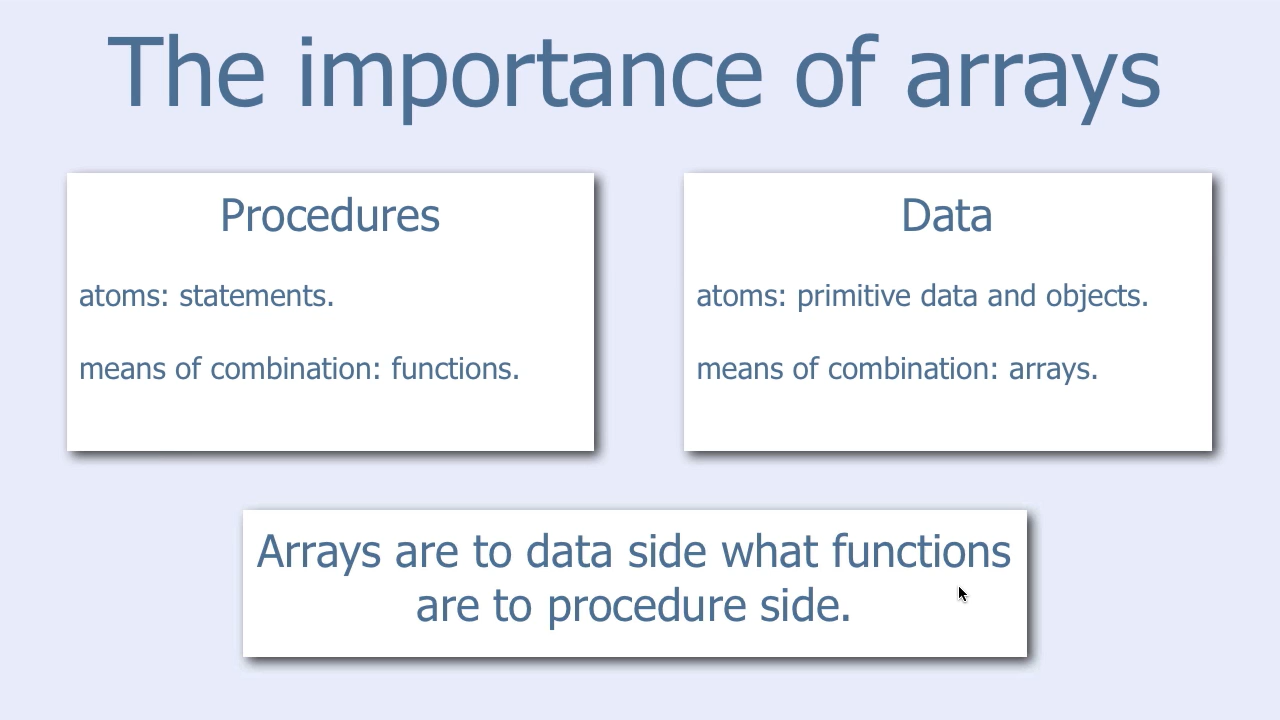 The importance of arrays
Procedures
atoms: statements.
means of combination: functions.
Data
atoms: primitive data and objects.
means of combination: arrays.
Arrays are to data side what functions
are to procedure side.